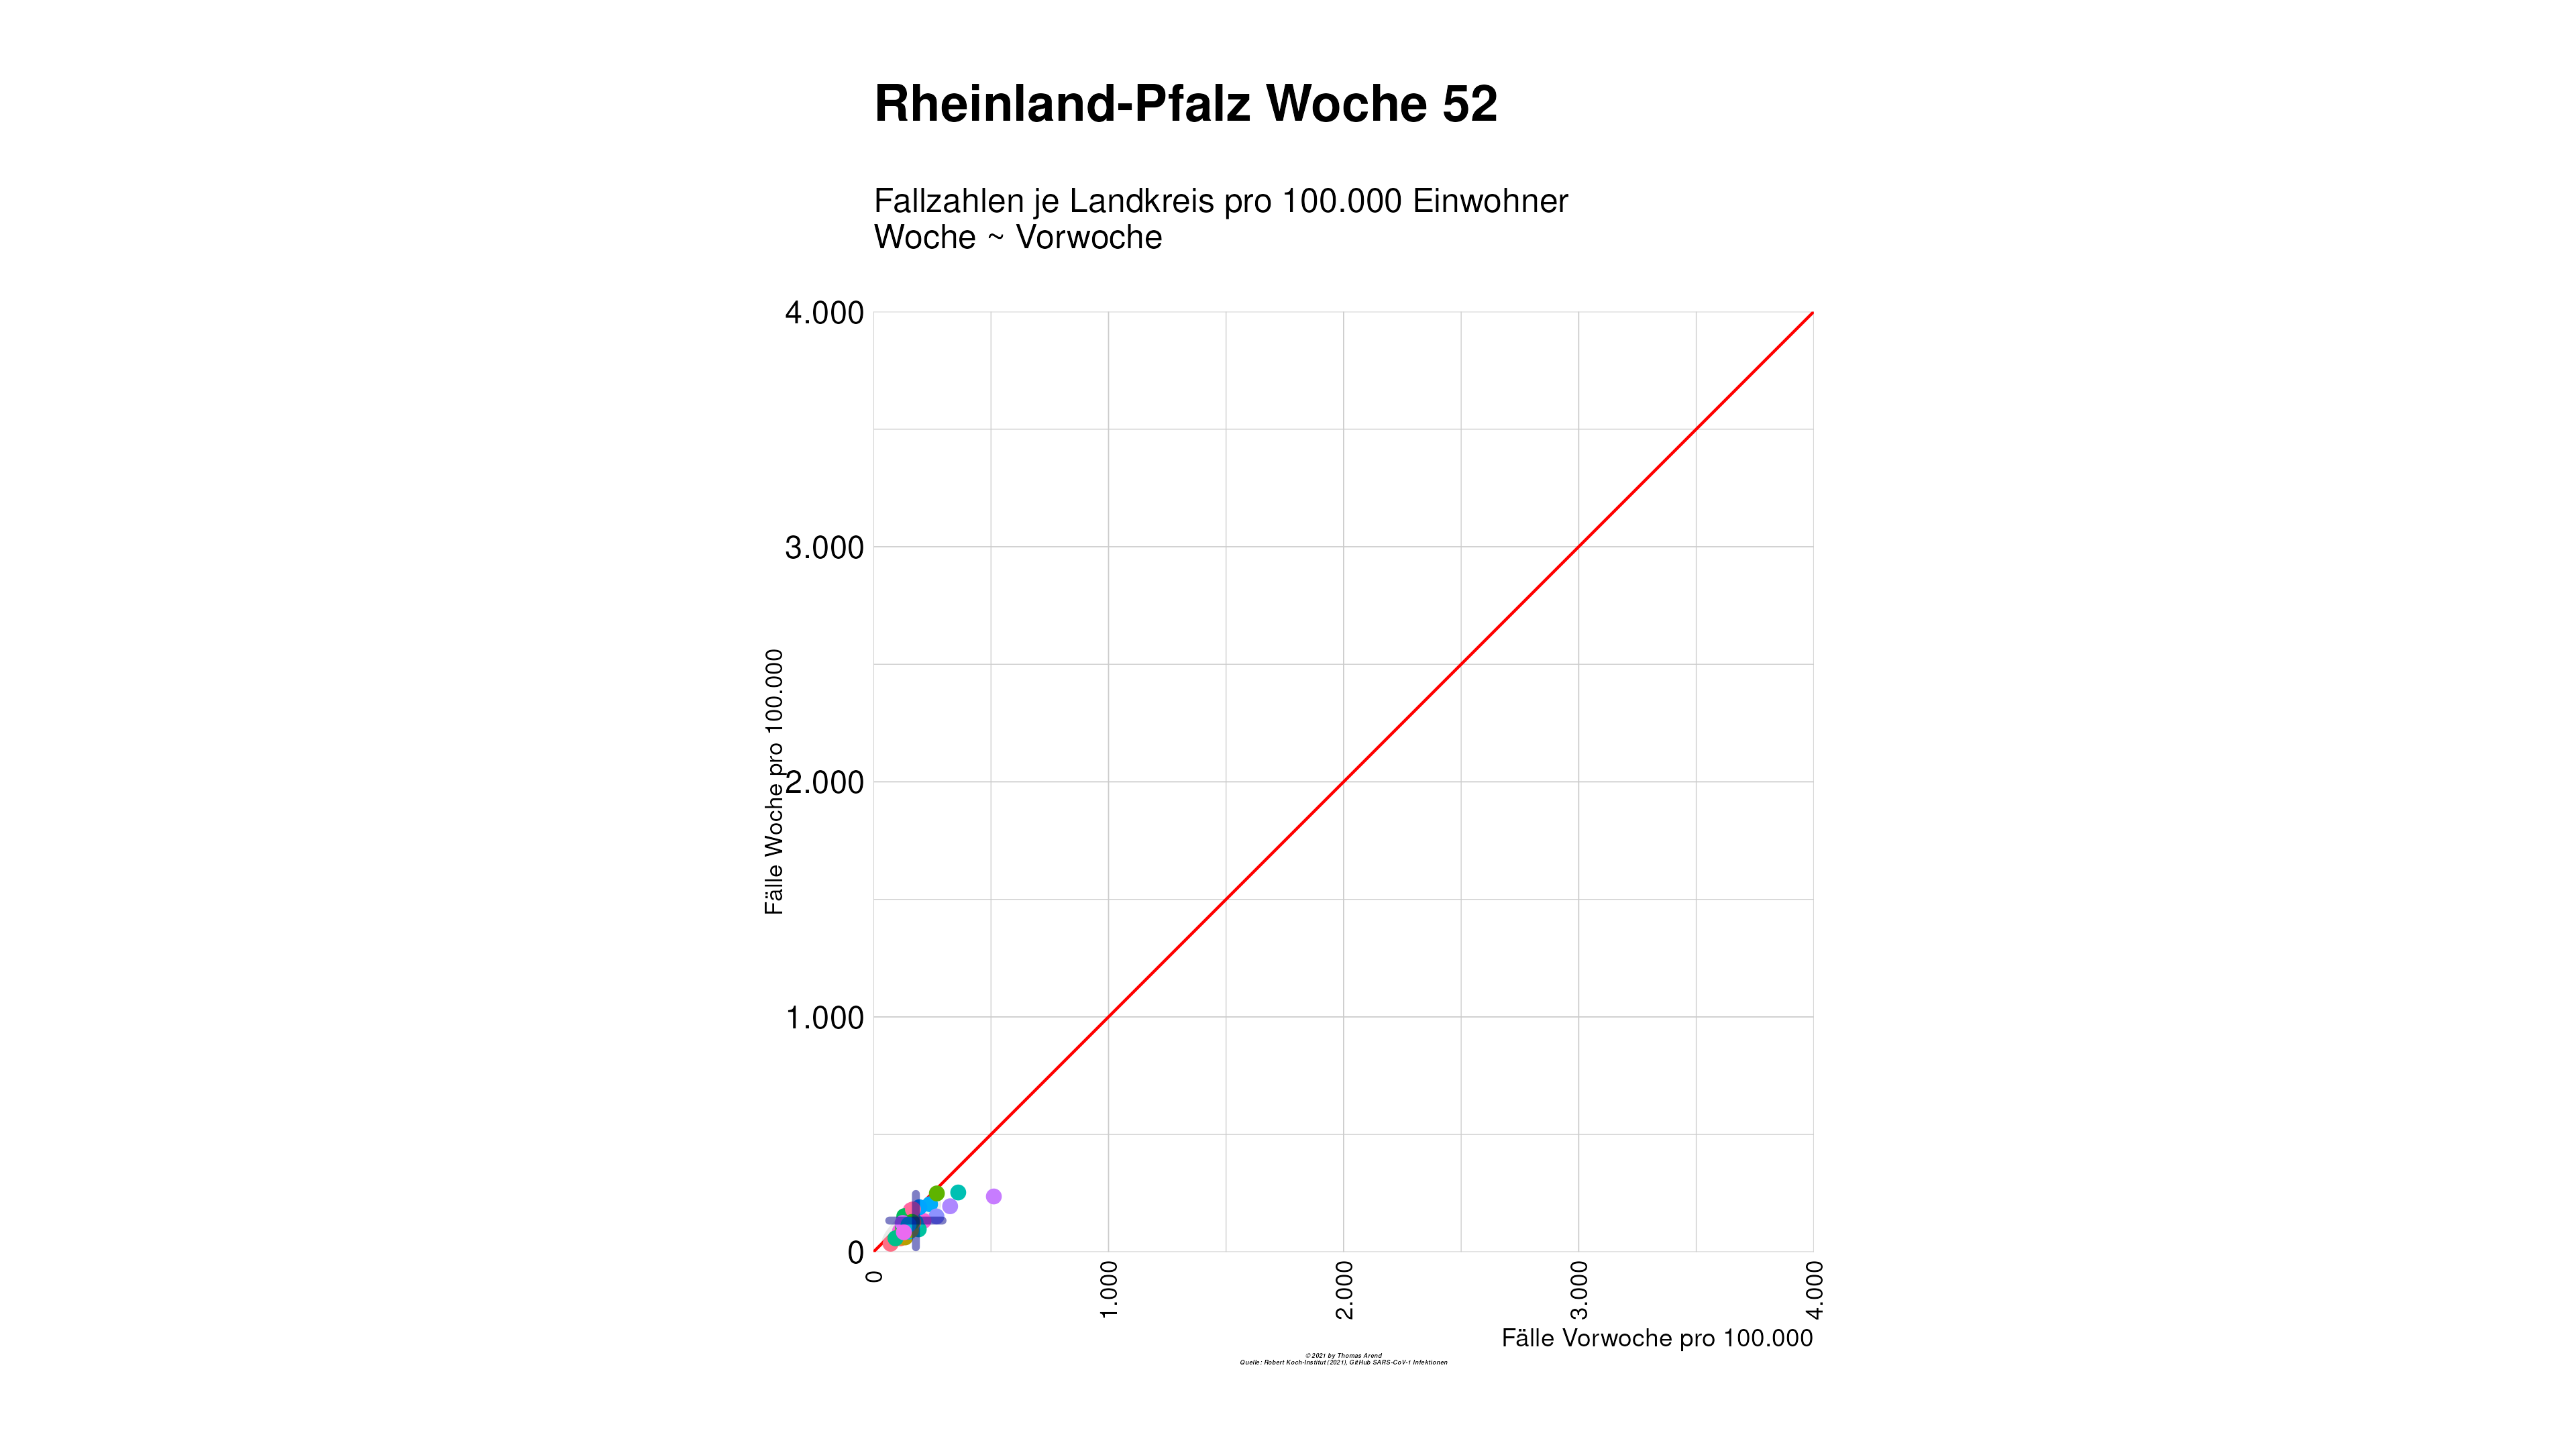 Rheinland-Pfalz Woche 52
Fallzahlen je Landkreis pro 100.000 Einwohner
Woche ~ Vorwoche
4.000
3.000
2.000
1.000
0
Fälle Woche pro 100.000
0
1.000
2.000
3.000
4.000
Fälle Vorwoche pro 100.000
© 2021 by Thomas Arend
Quelle: Robert Koch-Institut (2021), GitHub SARS-CoV-1 Infektionen